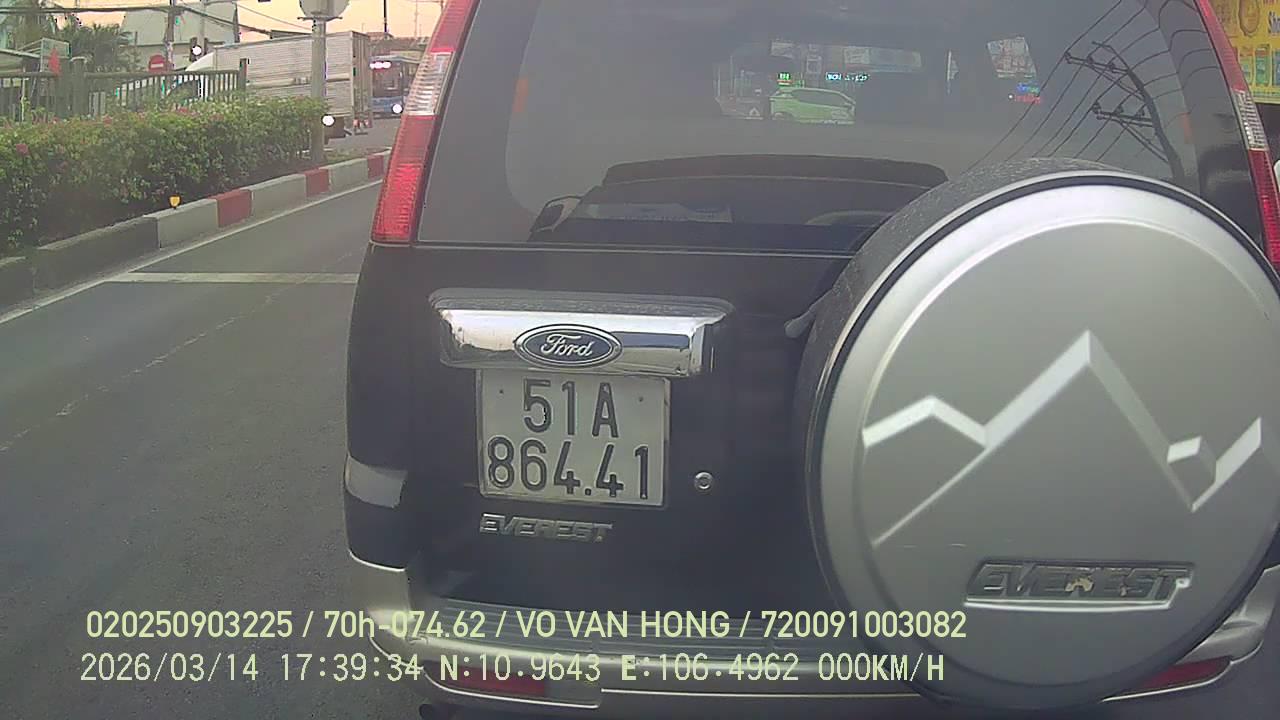 Ford
51A
864.41
EVEREST
EVEREST
020250903225 / 70h-074.62 / VO VAN HONG / 720091003082
2026/03/14 17:39:34 N:10.9643 E:106.4962 000KM/H